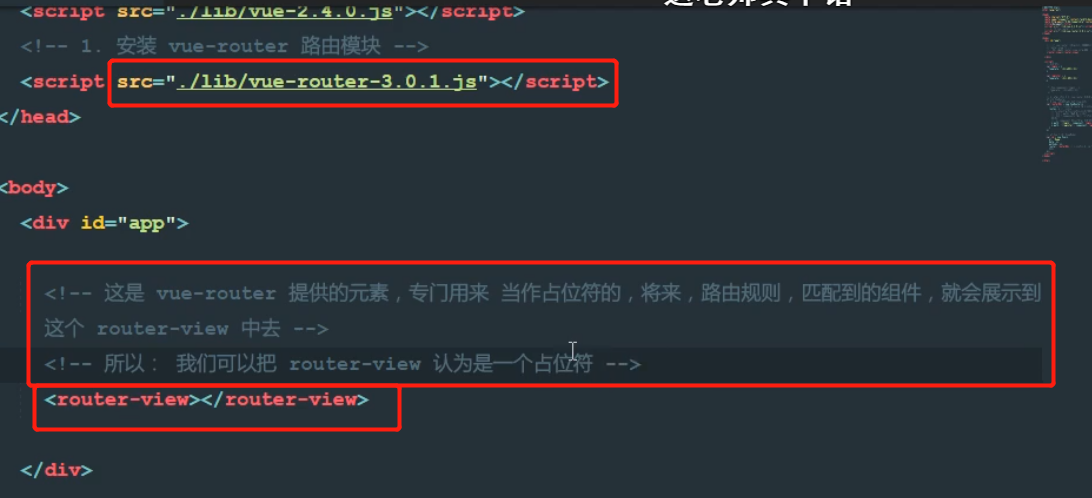 <script src="./lib/vue-2.4.0.js"></script>
<!-- 1. 安装 vue-router 路由模块 -->
<script src="./lib/vue-router-3.0.1.js"></script>
</head>
<body>
<div id="app">
<!-- 这是 vue-router 提供的元素，专门用来 当作占位符的，将来，路由规则，匹配到的组件，就会展示到
这个 router-view 中去 -->
<!-- 所以： 我们可以把 router-view 认为是一个占位符 -->
<router-view></router-view>
</div>